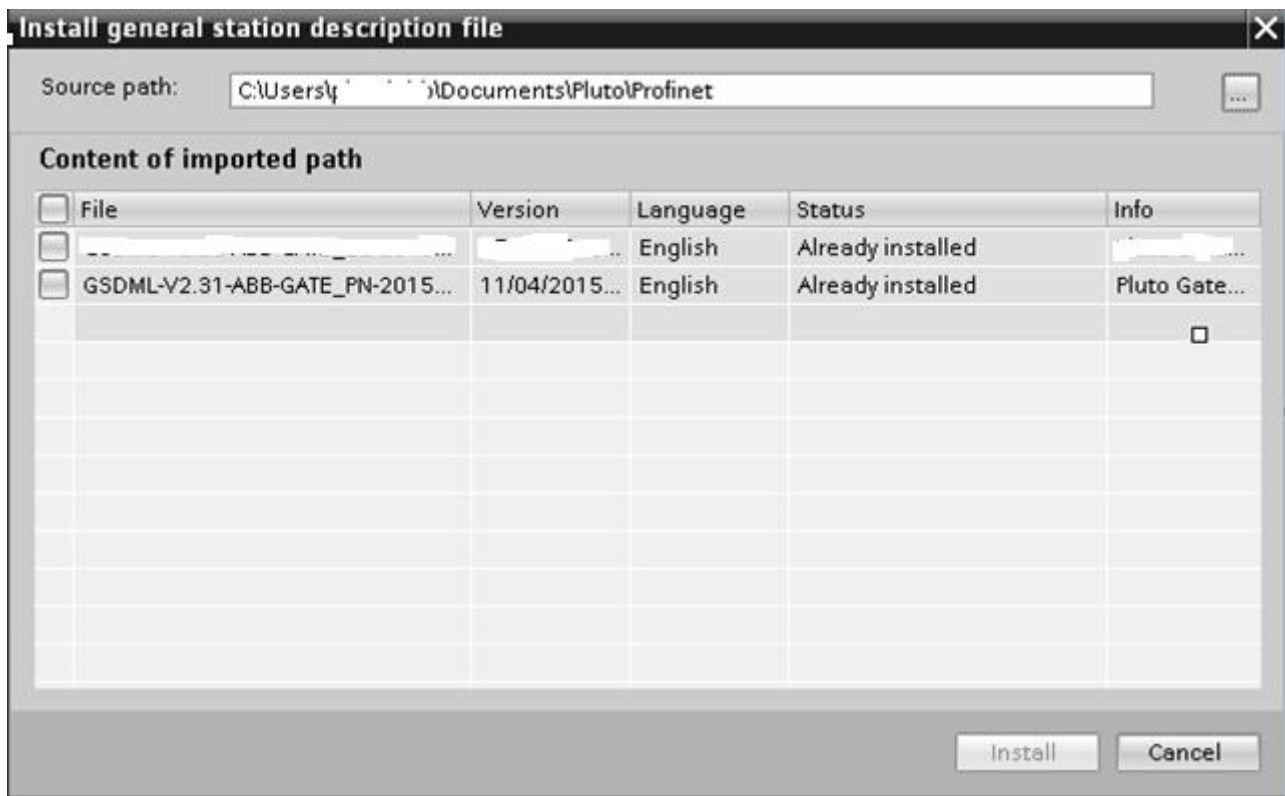 Install general station description file
Source path: C:\Users\ \Documents\Pluto\Profinet ...
Content of imported path
File Version Language Status Info
English Already installed
GSDML-V2.31-ABB-GATE_PN-2015... 11/04/2015... English Already installed Pluto Gate...
Install Cancel